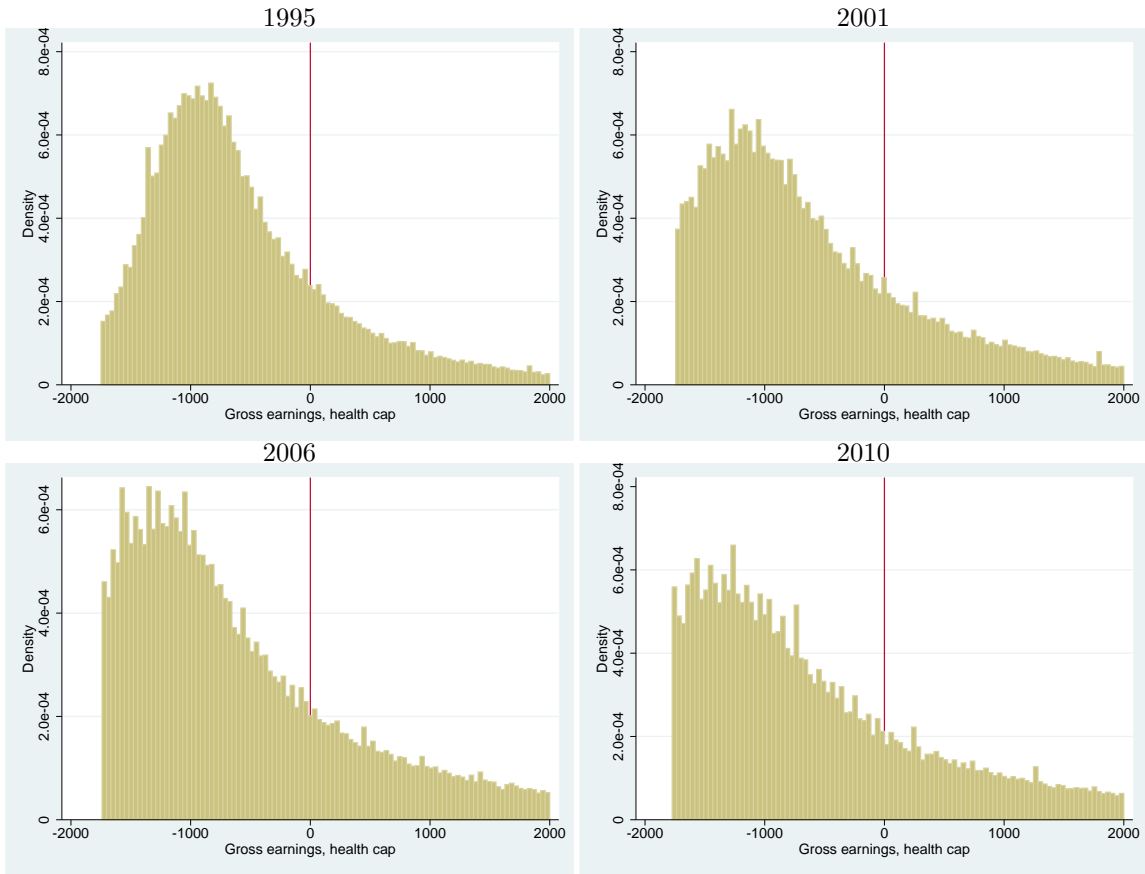 1995
8.0e-04
6.0e-04
4.0e-04
2.0e-04
0
Density
-2000 -1000 0 1000 2000
Gross earnings, health cap
2001
8.0e-04
6.0e-04
4.0e-04
2.0e-04
0
Density
-2000 -1000 0 1000 2000
Gross earnings, health cap
2006
6.0e-04
4.0e-04
2.0e-04
0
Density
-2000 -1000 0 1000 2000
Gross earnings, health cap
2010
8.0e-04
6.0e-04
4.0e-04
2.0e-04
0
Density
-2000 -1000 0 1000 2000
Gross earnings, health cap